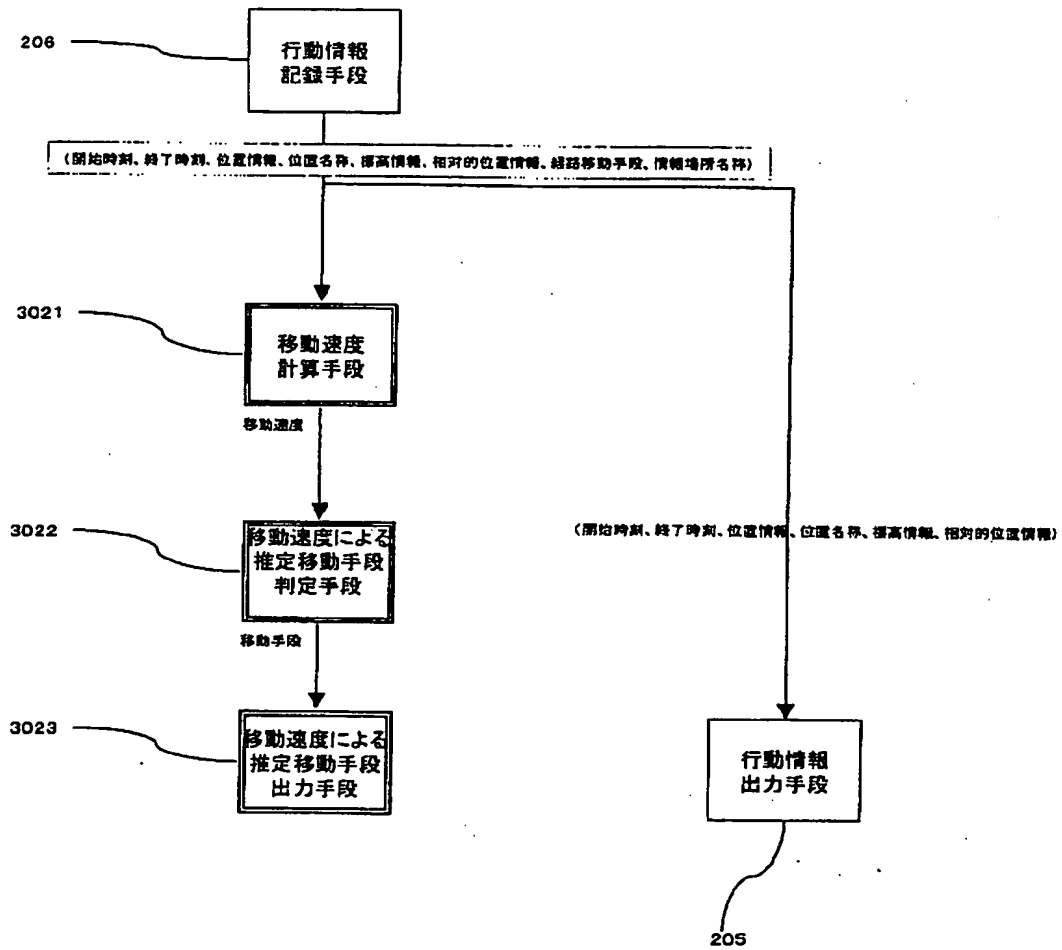 206
行動情報
記録手段
(開始時刻、終了時刻、位置情報、位置名称、標高情報、相対的位置情報、経路移動手段、情報場所名称)
3021
移動速度
計算手段
移動速度
3022
移動速度による
推定移動手段
判定手段
(開始時刻、終了時刻、位置情報、位置名称、標高情報、相対的位置情報)
移動手段
3023
移動速度による
推定移動手段
出力手段
行動情報
出力手段
205